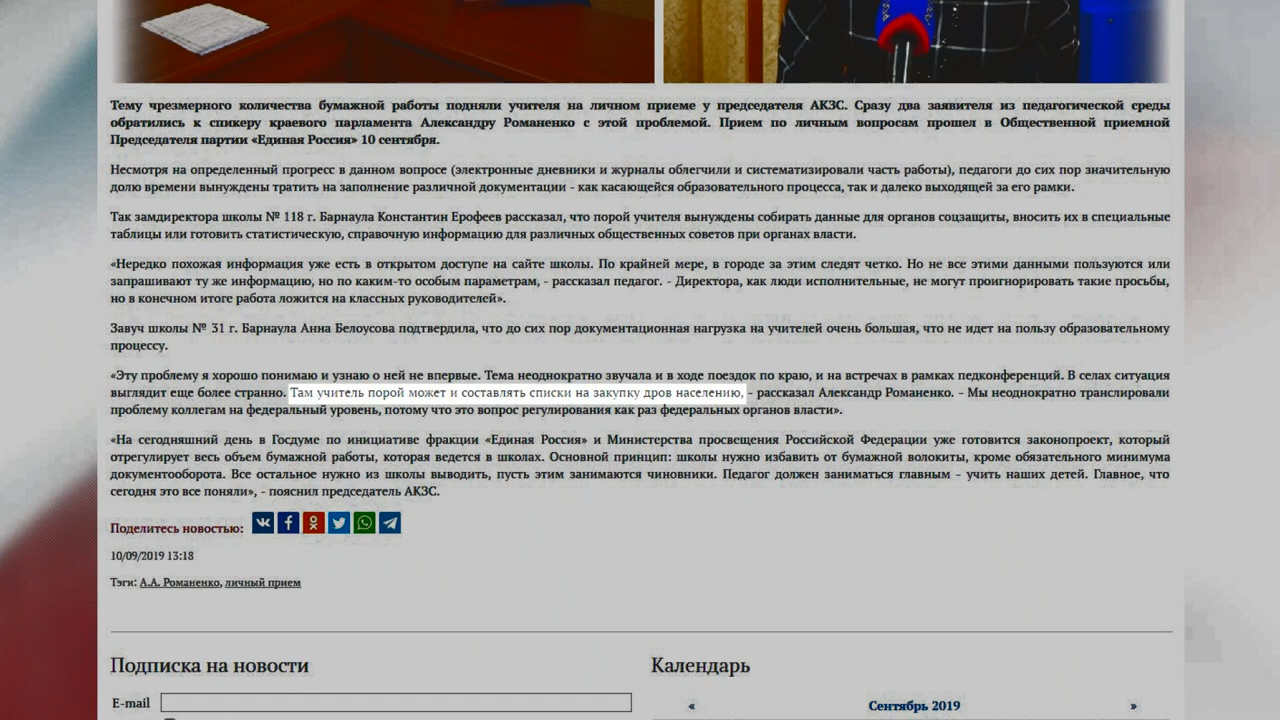 Тему чрезмерного количества бумажной работы подняли учителя на личном приеме у председателя АКЗС. Сразу два заявителя из педагогической среды
обратились к спикеру краевого парламента Александру Романенко с этой проблемой. Прием по личным вопросам прошел в Общественной приемной
Председателя партии «Единая Россия» 10 сентября.
Несмотря на определенный прогресс в данном вопросе (электронные дневники и журналы облегчили и систематизировали часть работы), педагоги до сих пор значительную
долю времени вынуждены тратить на заполнение различной документации - как касающейся образовательного процесса, так и далеко выходящей за его рамки.
Так замдиректора школы № 118 г. Барнаула Константин Ерофеев рассказал, что порой учителя вынуждены собирать данные для органов соцзащиты, вносить их в специальные
таблицы или готовить статистическую, справочную информацию для различных общественных советов при органах власти.
«Нередко похожая информация уже есть в открытом доступе на сайте школы. По крайней мере, в городе за этим следят четко. Но не все этими данными пользуются или
запрашивают ту же информацию, но по каким-то особым параметрам, - рассказал педагог. - Директора, как люди исполнительные, не могут проигнорировать такие просьбы,
но в конечном итоге работа ложится на классных руководителей».
Завуч школы № 31 г. Барнаула Анна Белоусова подтвердила, что до сих пор документационная нагрузка на учителей очень большая, что не идет на пользу образовательному
процессу.
«Эту проблему я хорошо понимаю и узнаю о ней не впервые. Тема неоднократно звучала и в ходе поездок по краю, и на встречах в рамках педконференций. В селах ситуация
выглядит еще более странно. Там учитель порой может и составлять списки на закупку дров населению, - рассказал Александр Романенко. - Мы неоднократно транслировали
проблему коллегам на федеральный уровень, потому что это вопрос регулирования как раз федеральных органов власти».
«На сегодняшний день в Госдуме по инициативе фракции «Единая Россия» и Министерства просвещения Российской Федерации уже готовится законопроект, который
отрегулирует весь объем бумажной работы, которая ведется в школах. Основной принцип: школы нужно избавить от бумажной волокиты, кроме обязательного минимума
документооборота. Все остальное нужно из школы выводить, пусть этим занимаются чиновники. Педагог должен заниматься главным - учить наших детей. Главное, что
сегодня это все поняли», - пояснил председатель АКЗС.
Поделитесь новостью:
10/09/2019 13:18
Тэги: А.А. Романенко, личный прием
Подписка на новости
Календарь
E-mail
« Сентябрь 2019 »